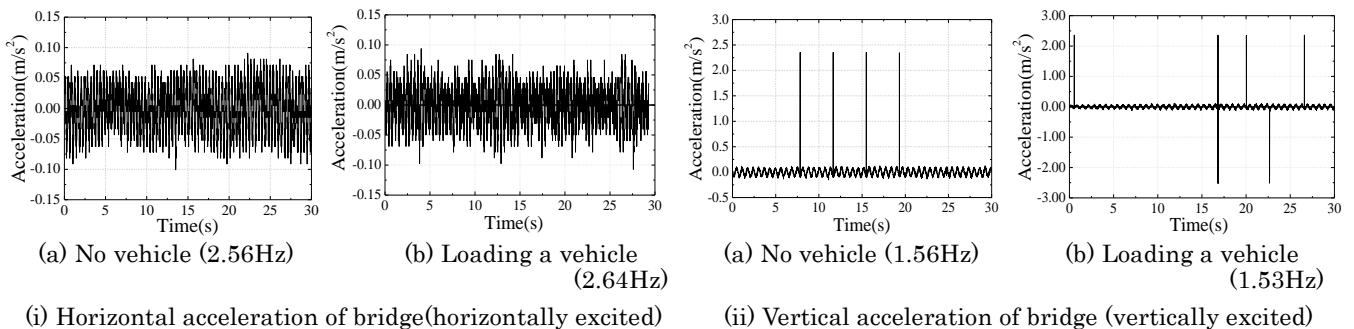 0.15
0.10
0.05
0.00
-0.05
-0.10
-0.15
Acceleration(m/s²)
0 5 10 15 20 25 30
Time(s)
(a) No vehicle (2.56Hz)
0.15
0.10
0.05
0.00
-0.05
-0.10
-0.15
Acceleration(m/s²)
0 5 10 15 20 25 30
Time(s)
(b) Loading a vehicle
(2.64Hz)
(i) Horizontal acceleration of bridge(horizontally excited)
3.0
2.5
2.0
1.5
1.0
0.5
0.0
-0.5
Acceleration(m/s²)
0 5 10 15 20 25 30
Time(s)
(a) No vehicle (1.56Hz)
3.00
2.00
1.00
0.00
-1.00
-2.00
-3.00
Acceleration(m/s²)
0 5 10 15 20 25 30
Time(s)
(b) Loading a vehicle
(1.53Hz)
(ii) Vertical acceleration of bridge (vertically excited)